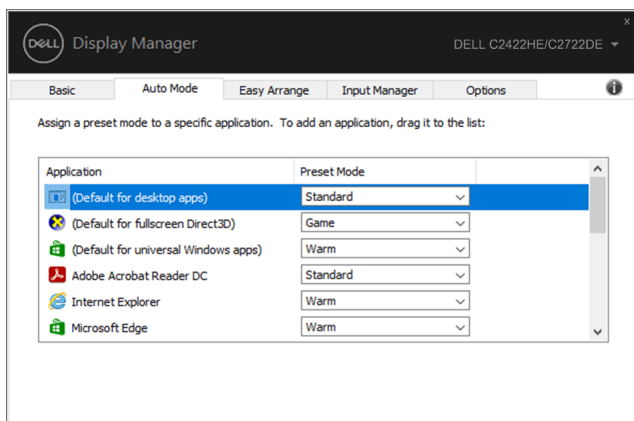 DELL Display Manager DELL C2422HE/C2722DE
x
Basic Auto Mode Easy Arrange Input Manager Options
Assign a preset mode to a specific application. To add an application, drag it to the list:
Application Preset Mode
(Default for desktop apps) Standard
(Default for fullscreen Direct3D) Game
(Default for universal Windows apps) Warm
Adobe Acrobat Reader DC Standard
Internet Explorer Warm
Microsoft Edge Warm